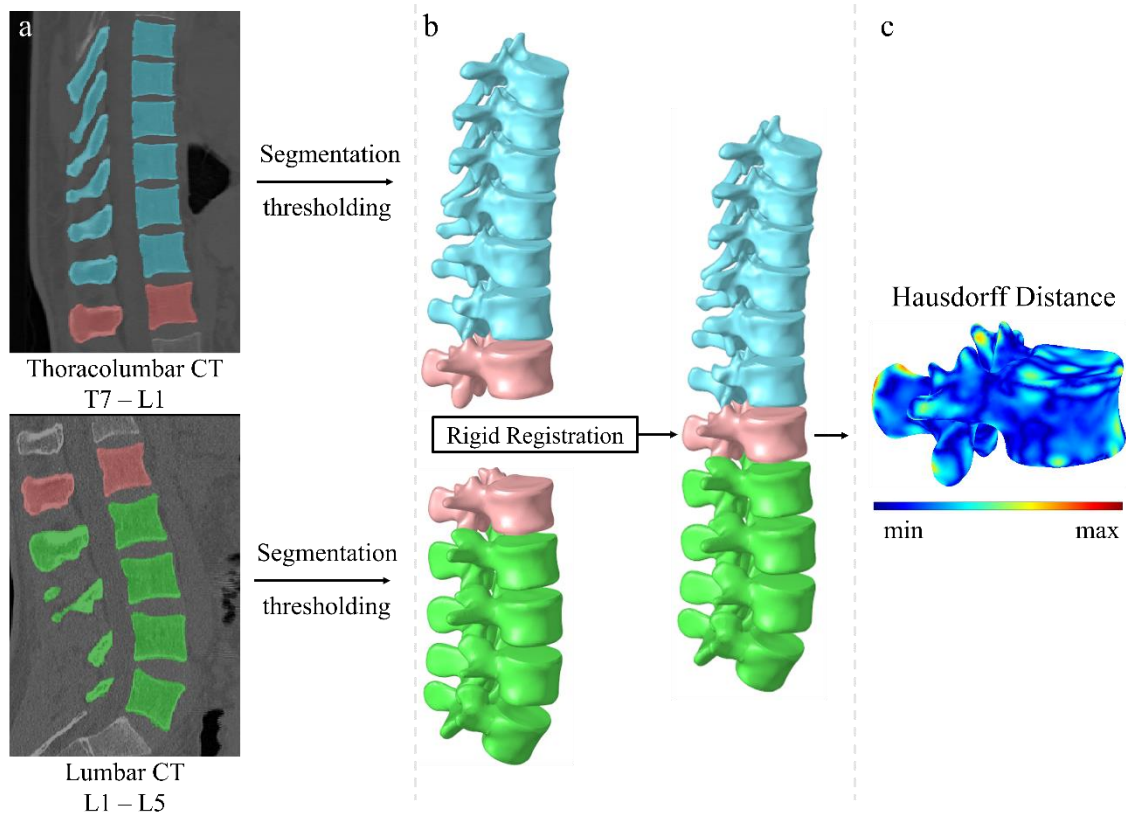 a
Segmentation
thresholding
Thoracolumbar CT
T7 – L1
Segmentation
thresholding
Lumbar CT
L1 – L5
b
Rigid Registration
c
Hausdorff Distance
min max